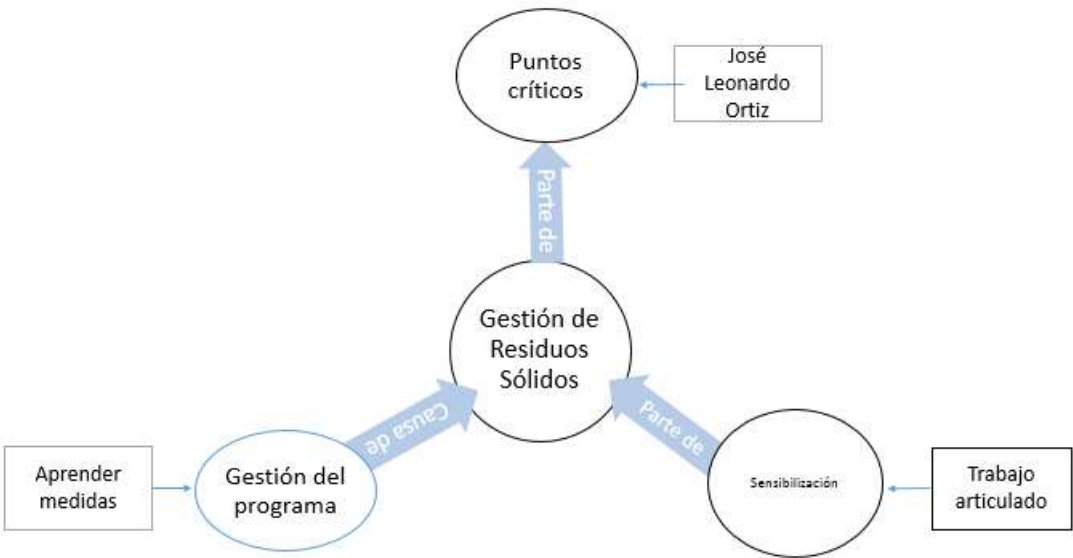 Puntos
críticos
José
Leonardo
Ortiz
Parte de
Gestión de
Residuos
Sólidos
Causa de
Parte de
Aprender
medidas
Gestión del
programa
Sensibilización
Trabajo
articulado